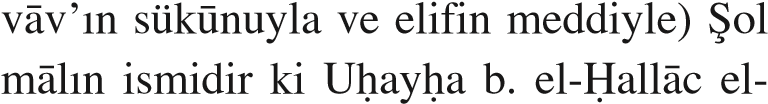 vāv’ın sükūnuyla ve elifin meddiyle) Şol
mālın ismidir ki Uḥayḥa b. el-Ḥallāc el-